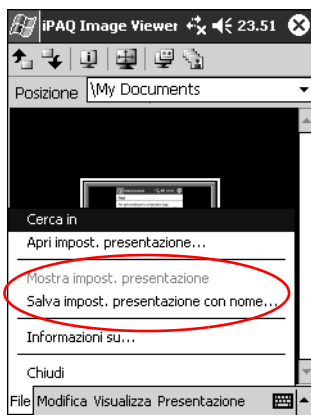 iPAQ Image Viewer 23.51
Posizione \My Documents
Cerca in
Apri impost. presentazione...
Mostra impost. presentazione
Salva impost. presentazione con nome...
Informazioni su...
Chiudi
File Modifica Visualizza Presentazione